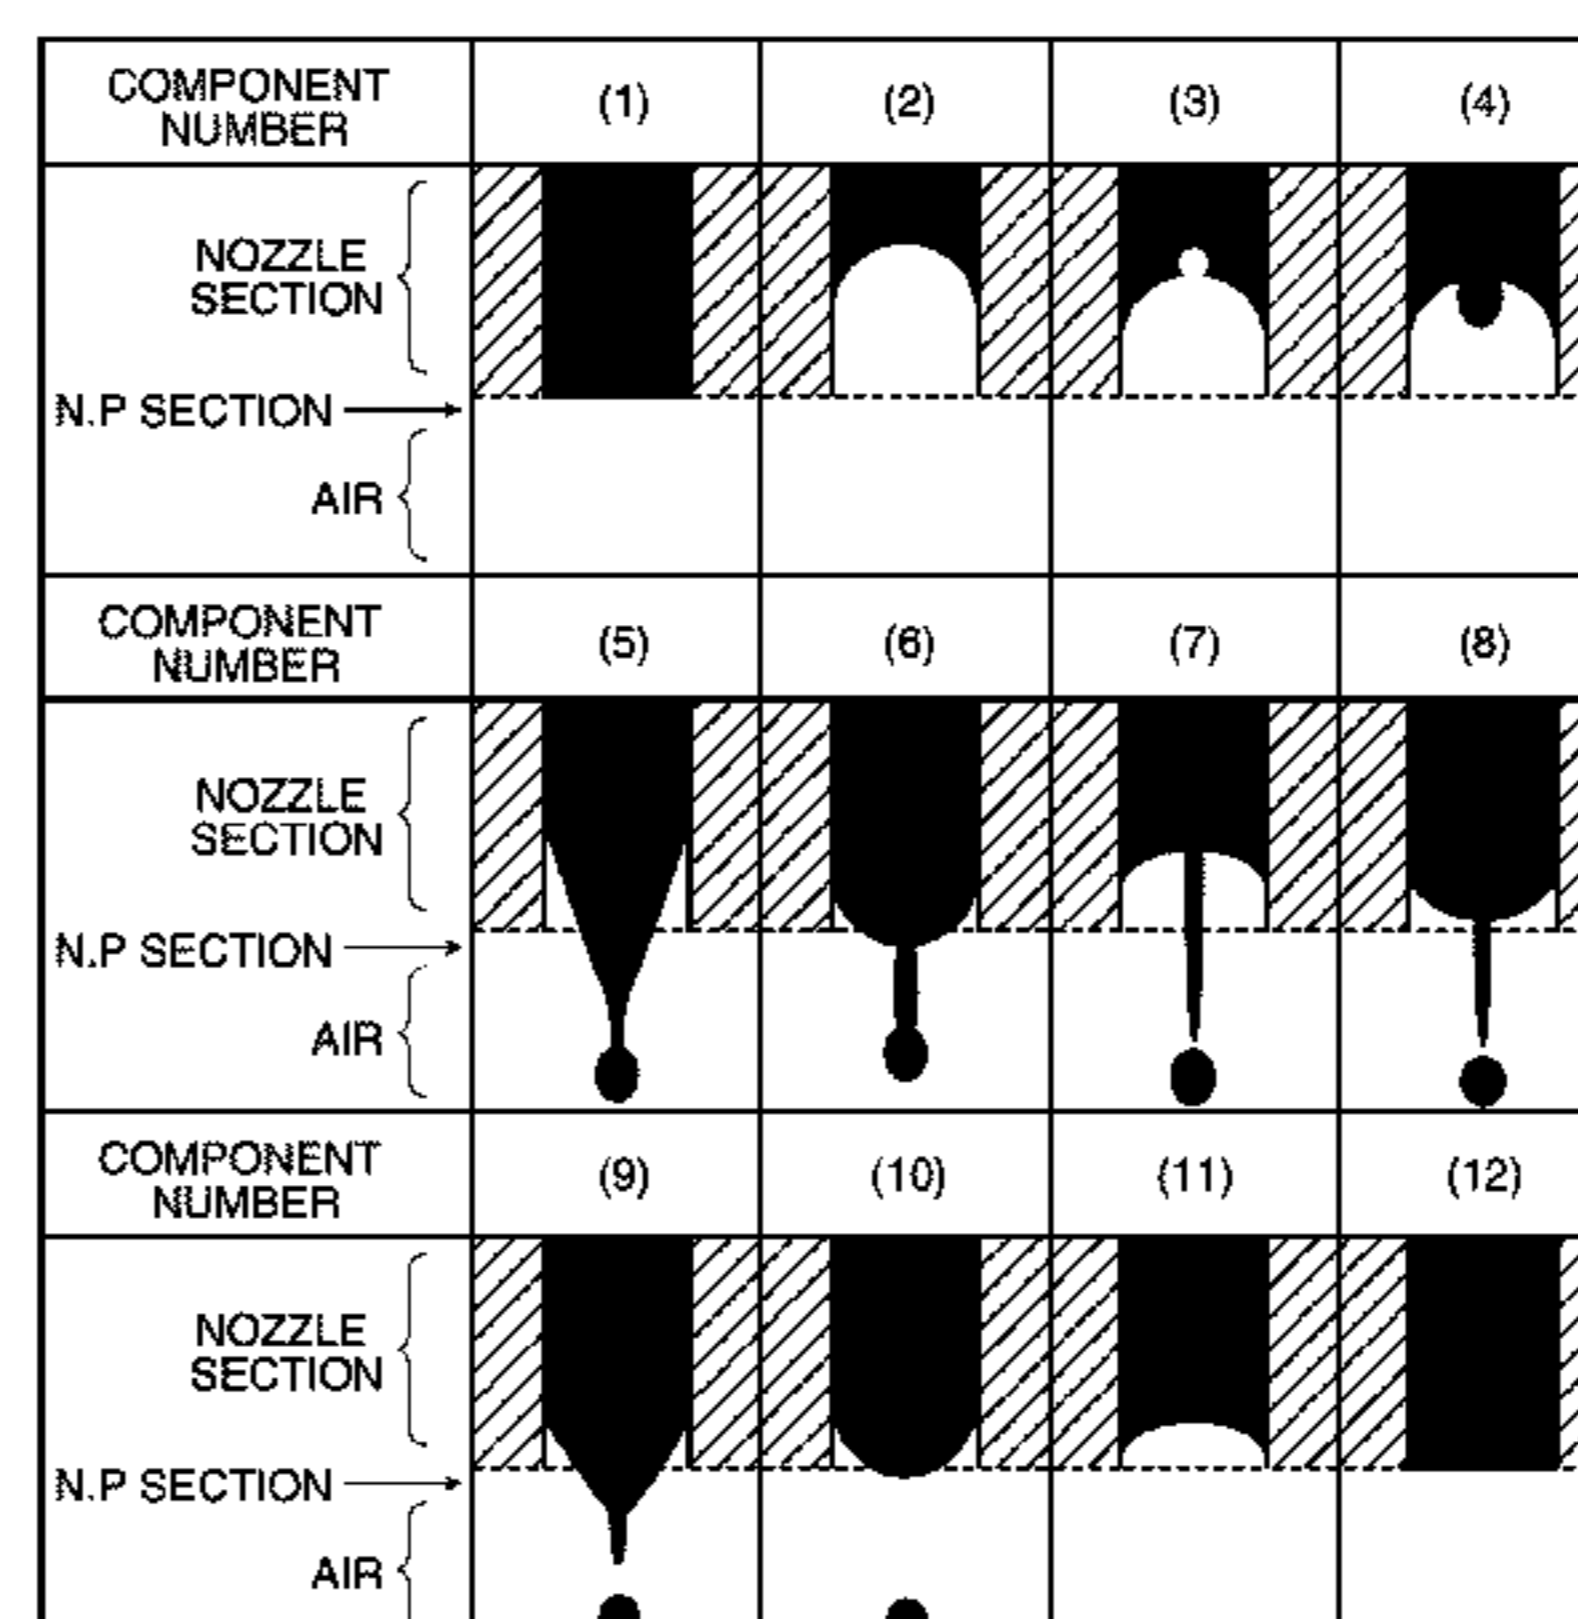 COMPONENT
NUMBER
(1)
(2)
(3)
(4)
NOZZLE
SECTION
N.P SECTION
AIR
COMPONENT
NUMBER
(5)
(6)
(7)
(8)
NOZZLE
SECTION
N.P SECTION
AIR
COMPONENT
NUMBER
(9)
(10)
(11)
(12)
NOZZLE
SECTION
N.P SECTION
AIR